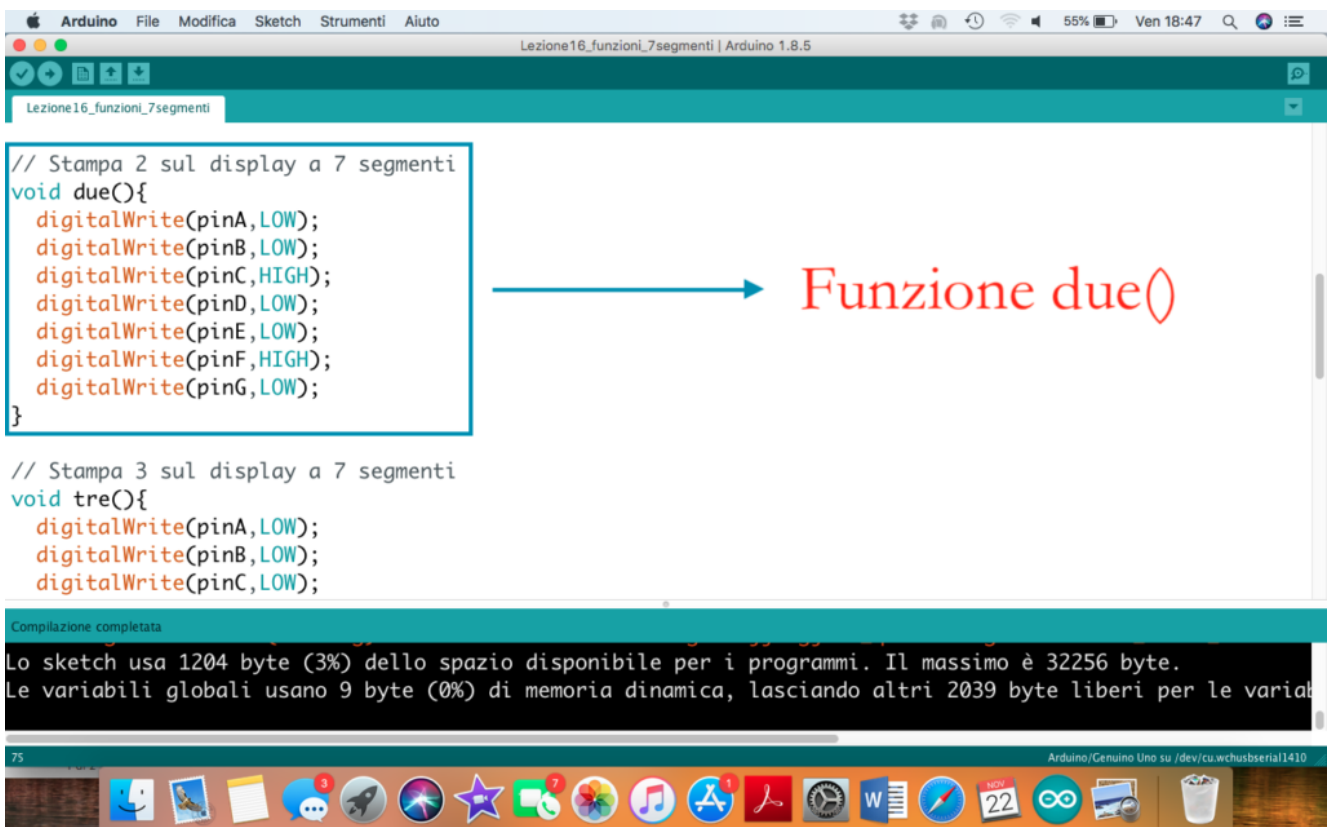 Arduino File Modifica Sketch Strumenti Aiuto 55% Ven 18:47
Lezione16_funzioni_7segmenti | Arduino 1.8.5
Lezione16_funzioni_7segmenti
// Stampa 2 sul display a 7 segmenti
void due(){
digitalWrite(pinA,LOW);
digitalWrite(pinB,LOW);
digitalWrite(pinC,HIGH);
digitalWrite(pinD,LOW);
digitalWrite(pinE,LOW);
digitalWrite(pinF,HIGH);
digitalWrite(pinG,LOW);
}
Funzione due()
// Stampa 3 sul display a 7 segmenti
void tre(){
digitalWrite(pinA,LOW);
digitalWrite(pinB,LOW);
digitalWrite(pinC,LOW);
Compilazione completata
Lo sketch usa 1204 byte (3%) dello spazio disponibile per i programmi. Il massimo è 32256 byte.
Le variabili globali usano 9 byte (0%) di memoria dinamica, lasciando altri 2039 byte liberi per le variab
75 Arduino/Genuino Uno su /dev/cu.wchusbserial1410
3 7 1 W NOV 22